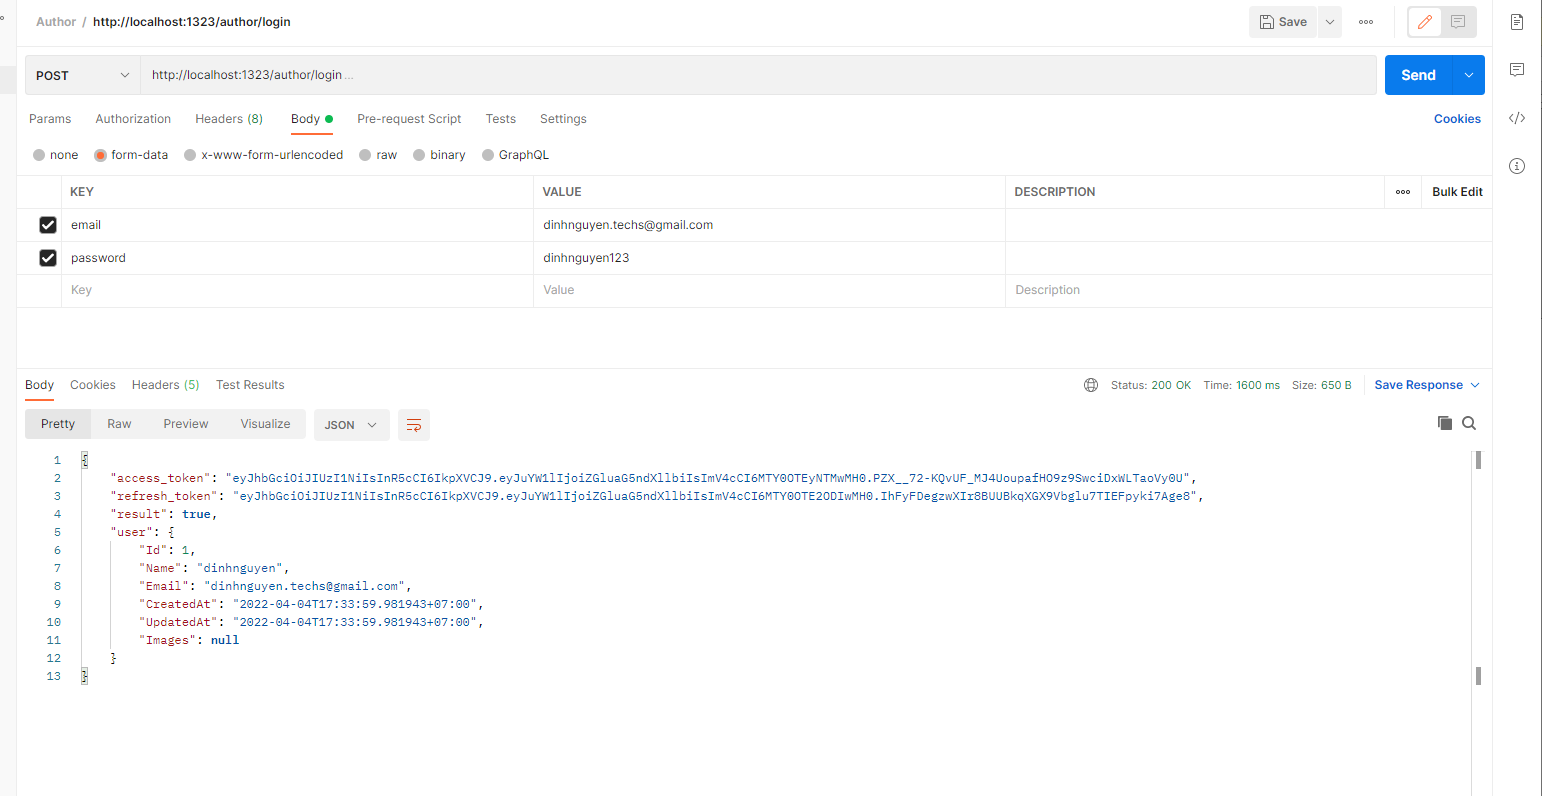 Author / http://localhost:1323/author/login
Save
POST
http://localhost:1323/author/login ...
Send
Params Authorization Headers (8) Body Pre-request Script Tests Settings
Cookies
none form-data x-www-form-urlencoded raw binary GraphQL
KEY VALUE DESCRIPTION Bulk Edit
email dinhnguyen.techs@gmail.com
password dinhnguyen123
Key Value Description
Body Cookies Headers (5) Test Results
Status: 200 OK Time: 1600 ms Size: 650 B Save Response
Pretty Raw Preview Visualize JSON
1 {
2 "access_token": "eyJhbGciOiJIUzI1NiIsInR5cCI6IkpXVCJ9.eyJuYW1lIjoiZGluaG5ndXllbiIsImV4cCI6MTY0OTEyNTMwMH0.PZX__72-KQvUF_MJ4UoupafHO9z9SwciDxWLTaoVy0U",
3 "refresh_token": "eyJhbGciOiJIUzI1NiIsInR5cCI6IkpXVCJ9.eyJuYW1lIjoiZGluaG5ndXllbiIsImV4cCI6MTY0OTE2ODIwMH0.IhFyFDegzwXIr8BUUBkqXGX9Vbglu7TIEFpyki7Age8",
4 "result": true,
5 "user": {
6 "Id": 1,
7 "Name": "dinhnguyen",
8 "Email": "dinhnguyen.techs@gmail.com",
9 "CreatedAt": "2022-04-04T17:33:59.981943+07:00",
10 "UpdatedAt": "2022-04-04T17:33:59.981943+07:00",
11 "Images": null
12 }
13 }